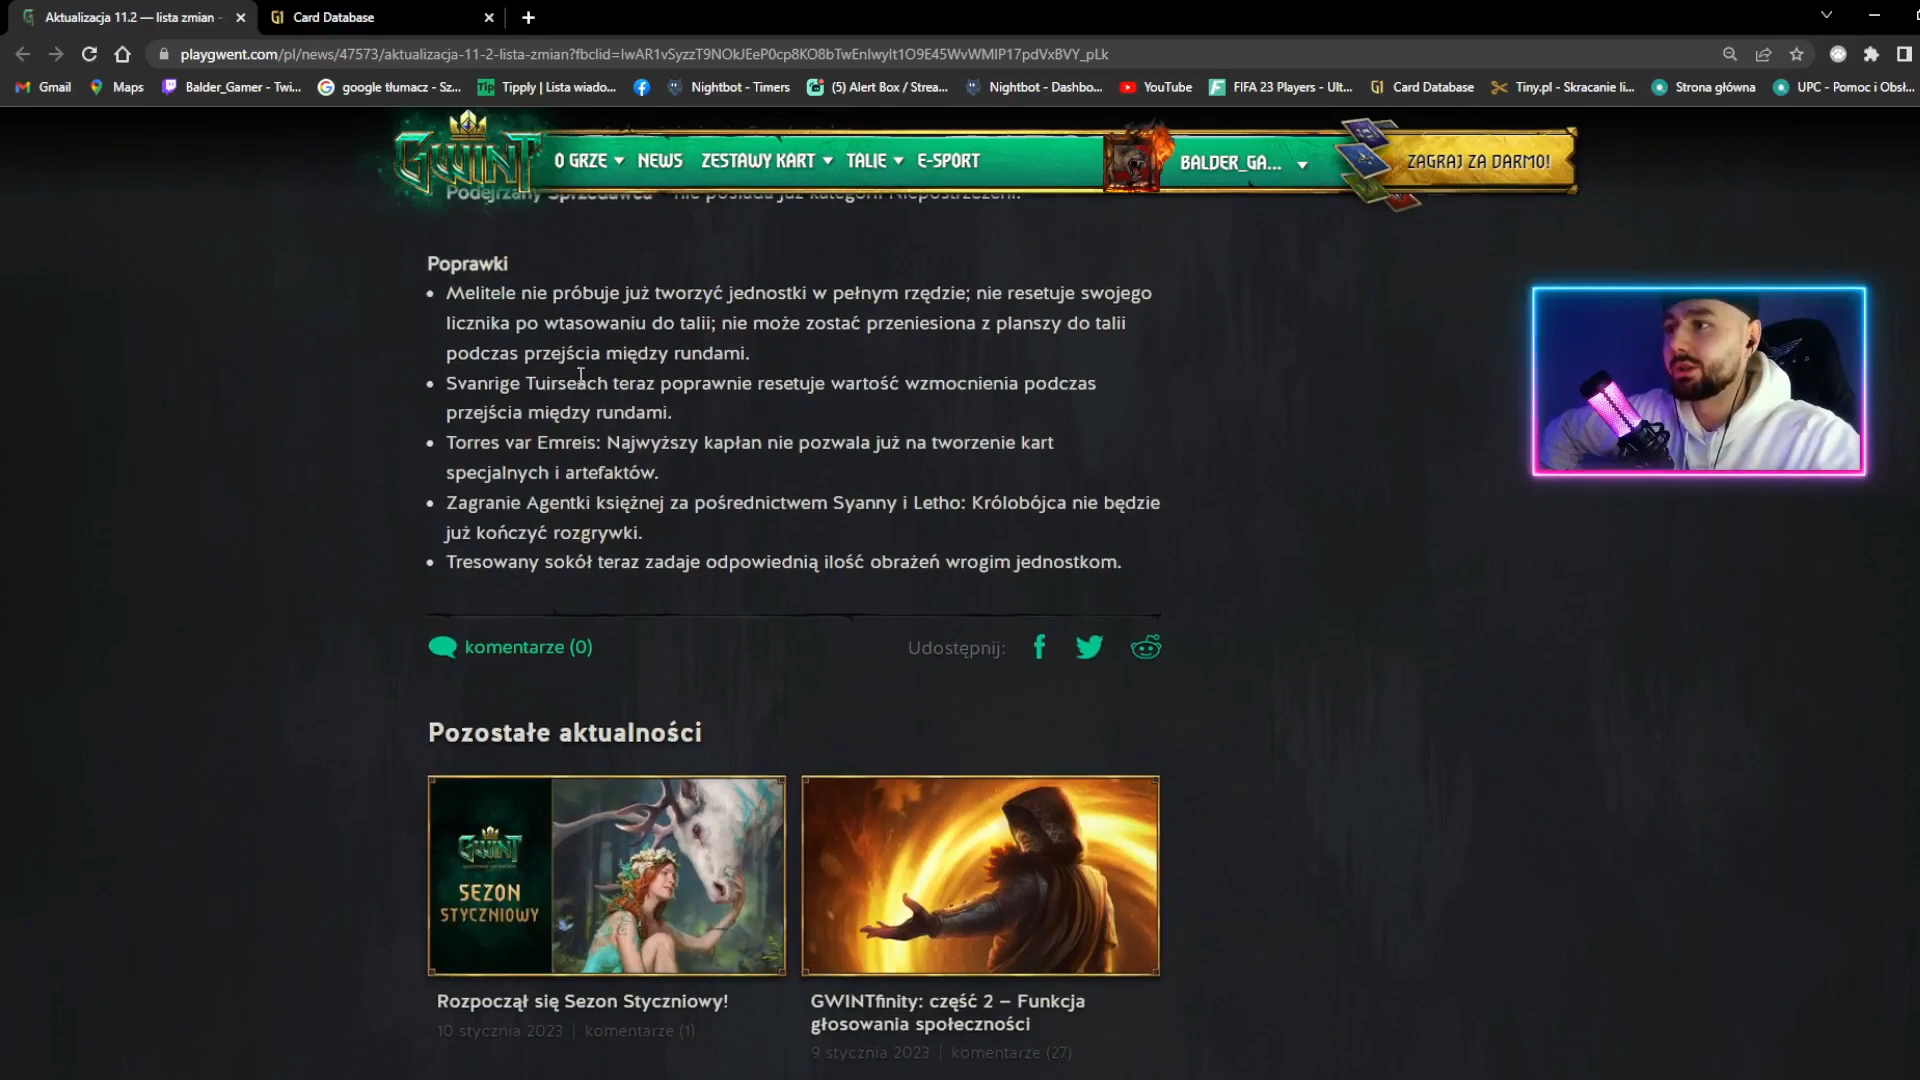 Aktualizacja 11.2 — lista zmian -
Card Database
playgwent.com/pl/news/47573/aktualizacja-11-2-lista-zmian?fbclid=
Gmail
Maps
Balder_Gamer - Twi...
google tłumacz - Sz...
Tipply | Lista wiado...
Nightbot - Timers
(5) Alert Box / Strea...
Nightbot - Dashbo...
YouTube
FIFA 23 Players - Ult...
Card Database
Tiny.pl - Skracanie li...
Strona główna
UPC - Pomoc i Obsł...
GWINT
O GRZE
NEWS
ZESTAWY KART
TALIE
E-SPORT
BALDER_GA...
ZAGRAJ ZA DARMO!
Podejrzany Sprzedawca – nie posiada już kategorii Niepostrzeżeni.
Poprawki
• Melitele nie próbuje już tworzyć jednostki w pełnym rzędzie; nie resetuje swojego
licznika po wtasowaniu do talii; nie może zostać przeniesiona z planszy do talii
podczas przejścia między rundami.
• Svanrige Tuirseach teraz poprawnie resetuje wartość wzmocnienia podczas
przejścia między rundami.
• Torres var Emreis: Najwyższy kapłan nie pozwala już na tworzenie kart
specjalnych i artefaktów.
• Zagranie Agentki księżnej za pośrednictwem Syanny i Letho: Królobójca nie będzie
już kończyć rozgrywki.
• Tresowany sokół teraz zadaje odpowiednią ilość obrażeń wrogim jednostkom.
komentarze (0)
Udostępnij:
Pozostałe aktualności
GWINT
SEZON
STYCZNIOWY
Rozpoczął się Sezon Styczniowy!
10 stycznia 2023 | komentarze (1)
GWINTfinity: część 2 – Funkcja
głosowania społeczności
9 stycznia 2023 | komentarze (27)